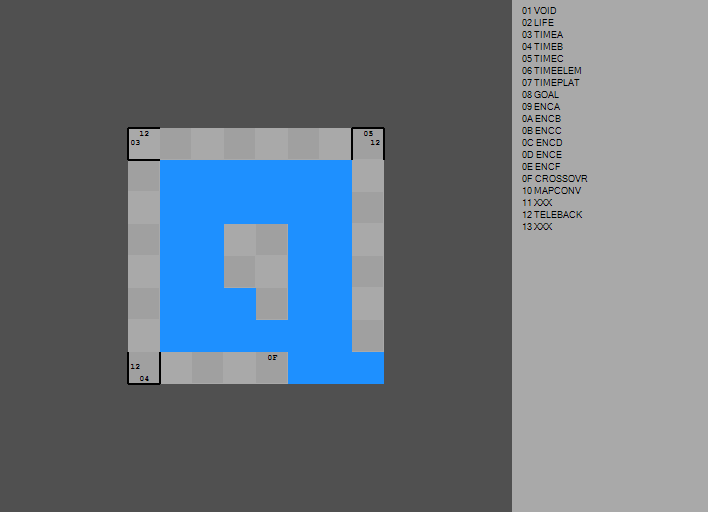 12
03
05
12
0F
12
04
01 VOID
02 LIFE
03 TIMEA
04 TIMEB
05 TIMEC
06 TIMEELEM
07 TIMEPLAT
08 GOAL
09 ENCA
0A ENCB
0B ENCC
0C ENCD
0D ENCE
0E ENCF
0F CROSSOVR
10 MAPCONV
11 XXX
12 TELEBACK
13 XXX